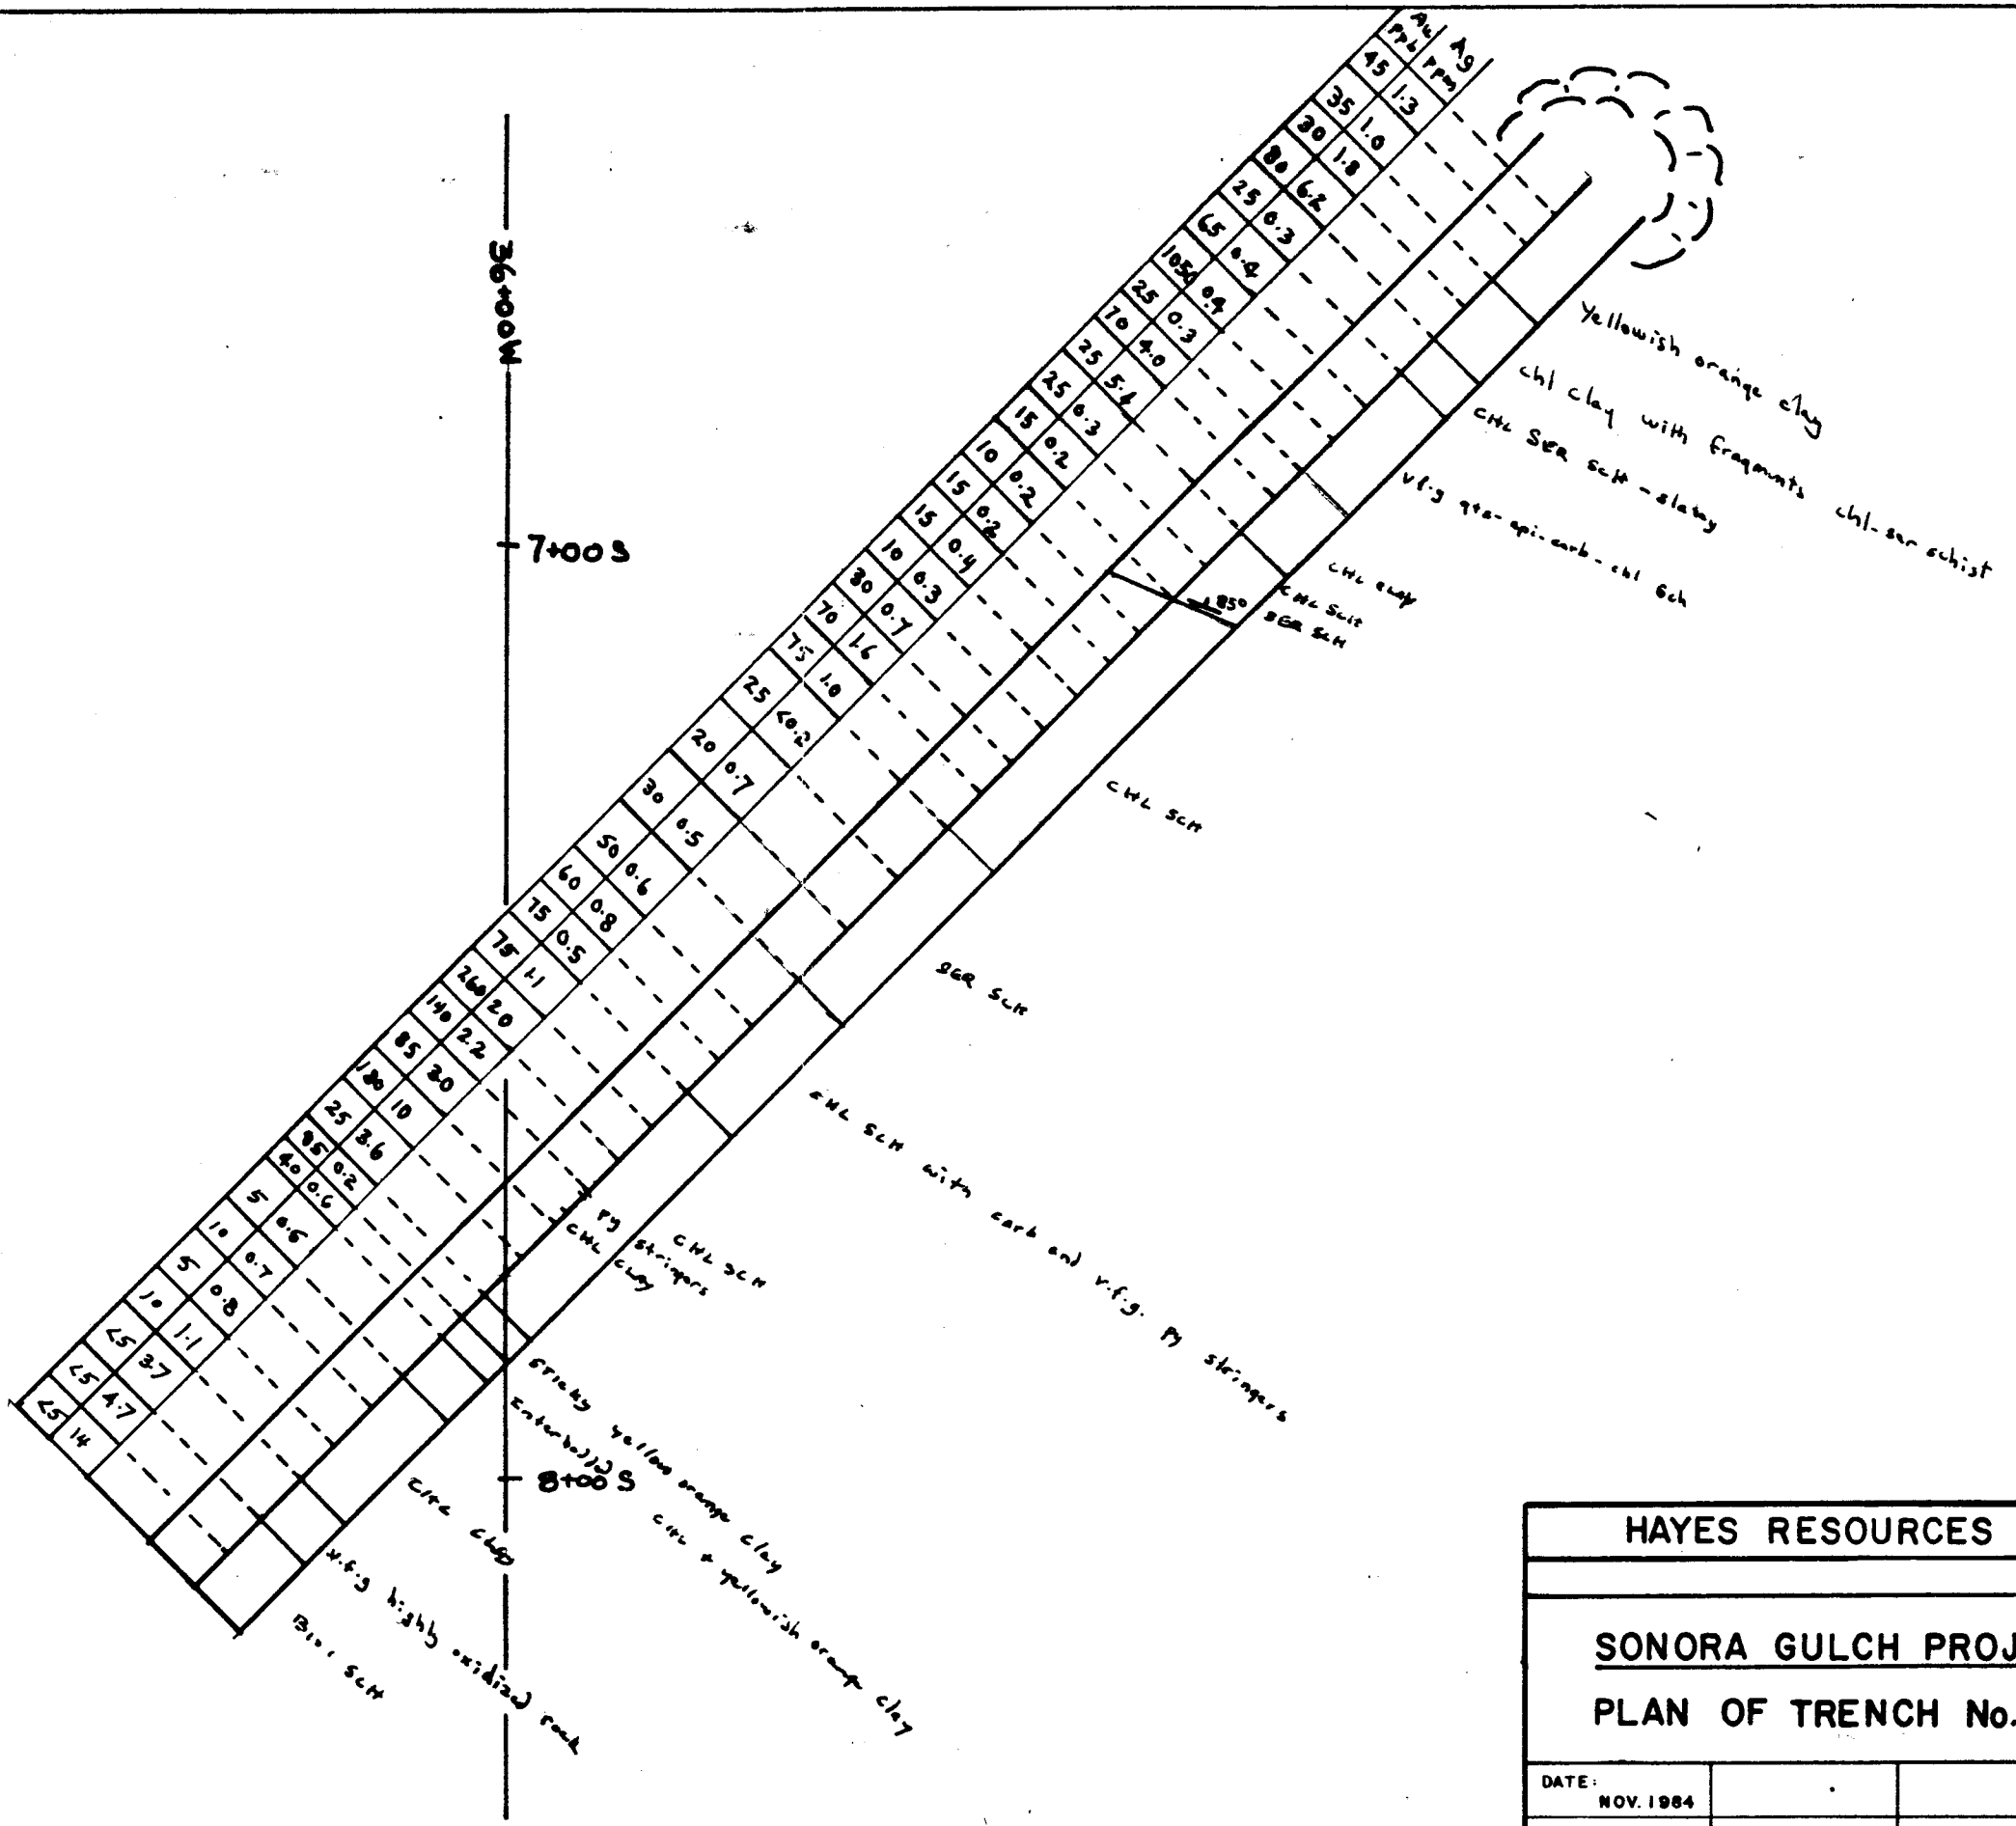 Au Ag
ppb ppm
45 1.3
35 1.0
30 1.8
80 6.2
25 0.3
65 0.4
1050 0.4
25 0.3
70 4.0
25 5.4
25 0.3
15 0.2
10 0.2
15 0.2
15 0.4
10 0.3
30 0.7
70 1.6
75 1.0
25 <0.2
20 0.7
30 0.5
50 0.6
60 0.8
75 0.5
75 1.1
260 20
140 2.2
85 30
180 10
25 3.6
85 0.2
40 0.6
5 0.6
10 0.7
5 0.8
10 1.1
<5 3.7
<5 4.7
<5 14
36+00W
7+00S
8+00S
Yellowish orange clay
chl clay with fragments chl-ser schist
CHL SER SCH - slatey
vf.g qtz-epi-carb-chl Sch
CHL clay
CHL SCH
SER SCH
85°
CHL SCH
SER SCH
CHL SCH with carb and v.f.g. Py stringers
CHL SCH
Py stringers
CHL clay
sticky yellow orange clay
CHL & yellowish orange clay
CHL clay
v.f.g highly oxidized rock
SCH
HAYES RESOURCES
SONORA GULCH PROJ
PLAN OF TRENCH No.
DATE:
NOV. 1984